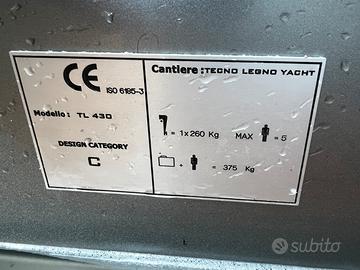 CE
ISO 6185-3
Modello : TL 430
DESIGN CATEGORY
C
Cantiere : TECNO LEGNO YACHT
= 1x260 Kg MAX = 5
+ = 375 Kg
subito